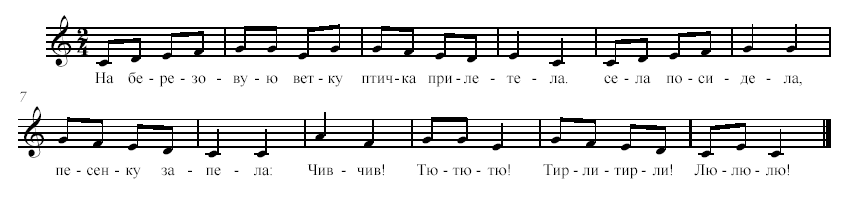 На бе - ре - зо - ву - ю вет - ку птич - ка при - ле - те - ла. се - ла по - си - де - ла,
7
пе - сен - ку за - пе - ла: Чив - чив! Тю - тю - тю! Тир - ли - тир - ли! Лю - лю - лю!